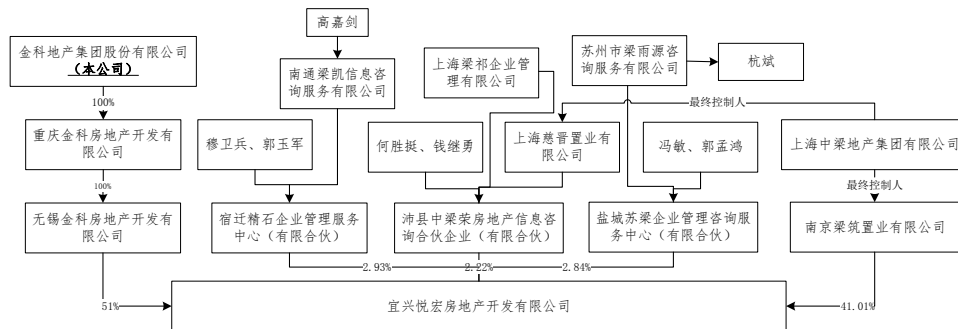 高嘉剑
金科地产集团股份有限公司
（本公司）
南通梁凯信息咨
询服务有限公司
上海梁祁企业管
理有限公司
苏州市梁雨源咨
询服务有限公司
杭斌
100%
最终控制人
重庆金科房地产开发有
限公司
穆卫兵、郭玉军
何胜挺、钱继勇
上海慈晋置业有
限公司
冯敏、郭孟鸿
上海中梁地产集团有限公司
100%
最终控制人
无锡金科房地产开发有
限公司
宿迁精石企业管理服务
中心（有限合伙）
沛县中梁荣房地产信息咨
询合伙企业（有限合伙）
盐城苏梁企业管理咨询服
务中心（有限合伙）
南京梁筑置业有限公司
2.93%
2.22%
2.84%
51%
宜兴悦宏房地产开发有限公司
41.01%